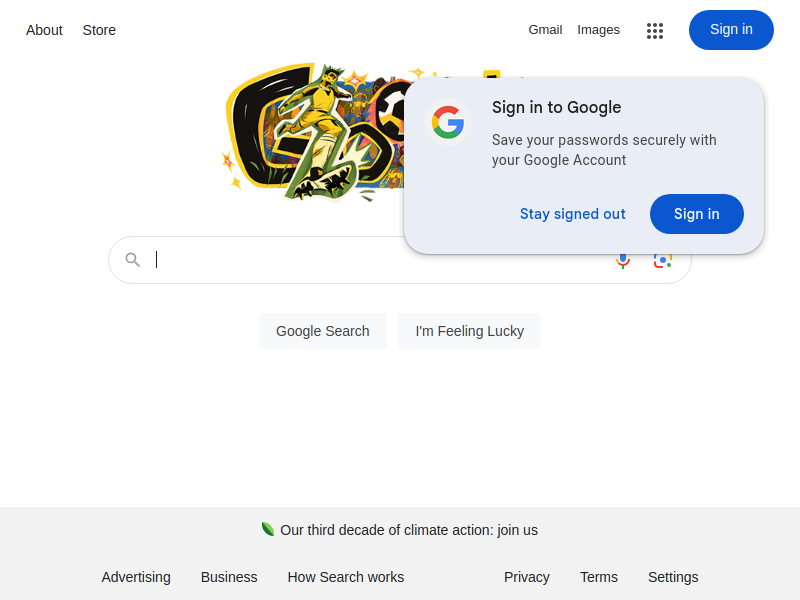 About Store Gmail Images Sign in
Sign in to Google
Save your passwords securely with
your Google Account
Stay signed out Sign in
Google Search I'm Feeling Lucky
Our third decade of climate action: join us
Advertising Business How Search works Privacy Terms Settings